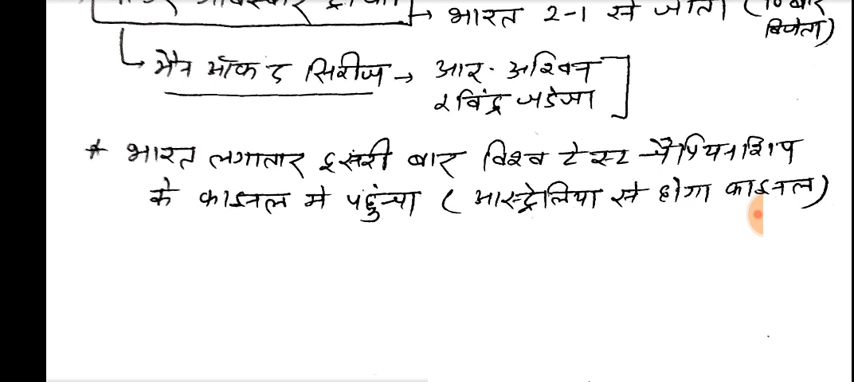 → भारत 2-1 से जीता (10 बार
विजेता)
↳ मैन ऑफ द सिरीज → आर. अश्विन
रविंद्र जडेजा ]
* भारत लगातार दूसरी बार विश्व टेस्ट चैंपियनशिप
के फाइनल मे पहुंचा ( आस्ट्रेलिया से होगा फाइनल)